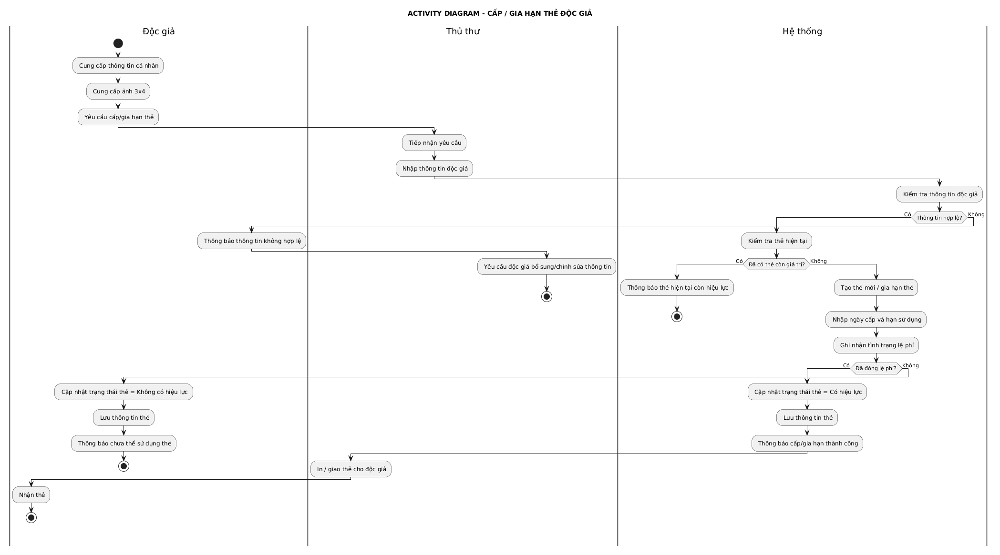 ACTIVITY DIAGRAM - CẤP / GIA HẠN THẺ ĐỘC GIẢ
Độc giả
Thủ thư
Hệ thống
Cung cấp thông tin cá nhân
Cung cấp ảnh 3x4
Yêu cầu cấp/gia hạn thẻ
Tiếp nhận yêu cầu
Nhập thông tin độc giả
Kiểm tra thông tin độc giả
Có
Thông tin hợp lệ?
Không
Thông báo thông tin không hợp lệ
Kiểm tra thẻ hiện tại
Yêu cầu độc giả bổ sung/chỉnh sửa thông tin
Có
Đã có thẻ còn giá trị?
Không
Thông báo thẻ hiện tại còn hiệu lực
Tạo thẻ mới / gia hạn thẻ
Nhập ngày cấp và hạn sử dụng
Ghi nhận tình trạng lệ phí
Có
Đã đóng lệ phí?
Không
Cập nhật trạng thái thẻ = Không có hiệu lực
Cập nhật trạng thái thẻ = Có hiệu lực
Lưu thông tin thẻ
Lưu thông tin thẻ
Thông báo chưa thể sử dụng thẻ
Thông báo cấp/gia hạn thành công
In / giao thẻ cho độc giả
Nhận thẻ